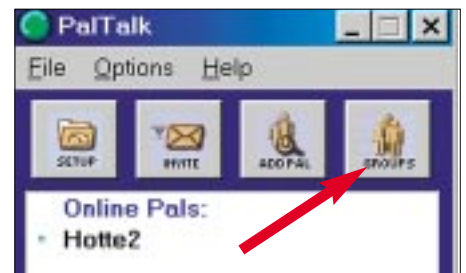 PalTalk
File Options Help
SETUP INVITE ADD PAL GROUPS
Online Pals:
Hotte2